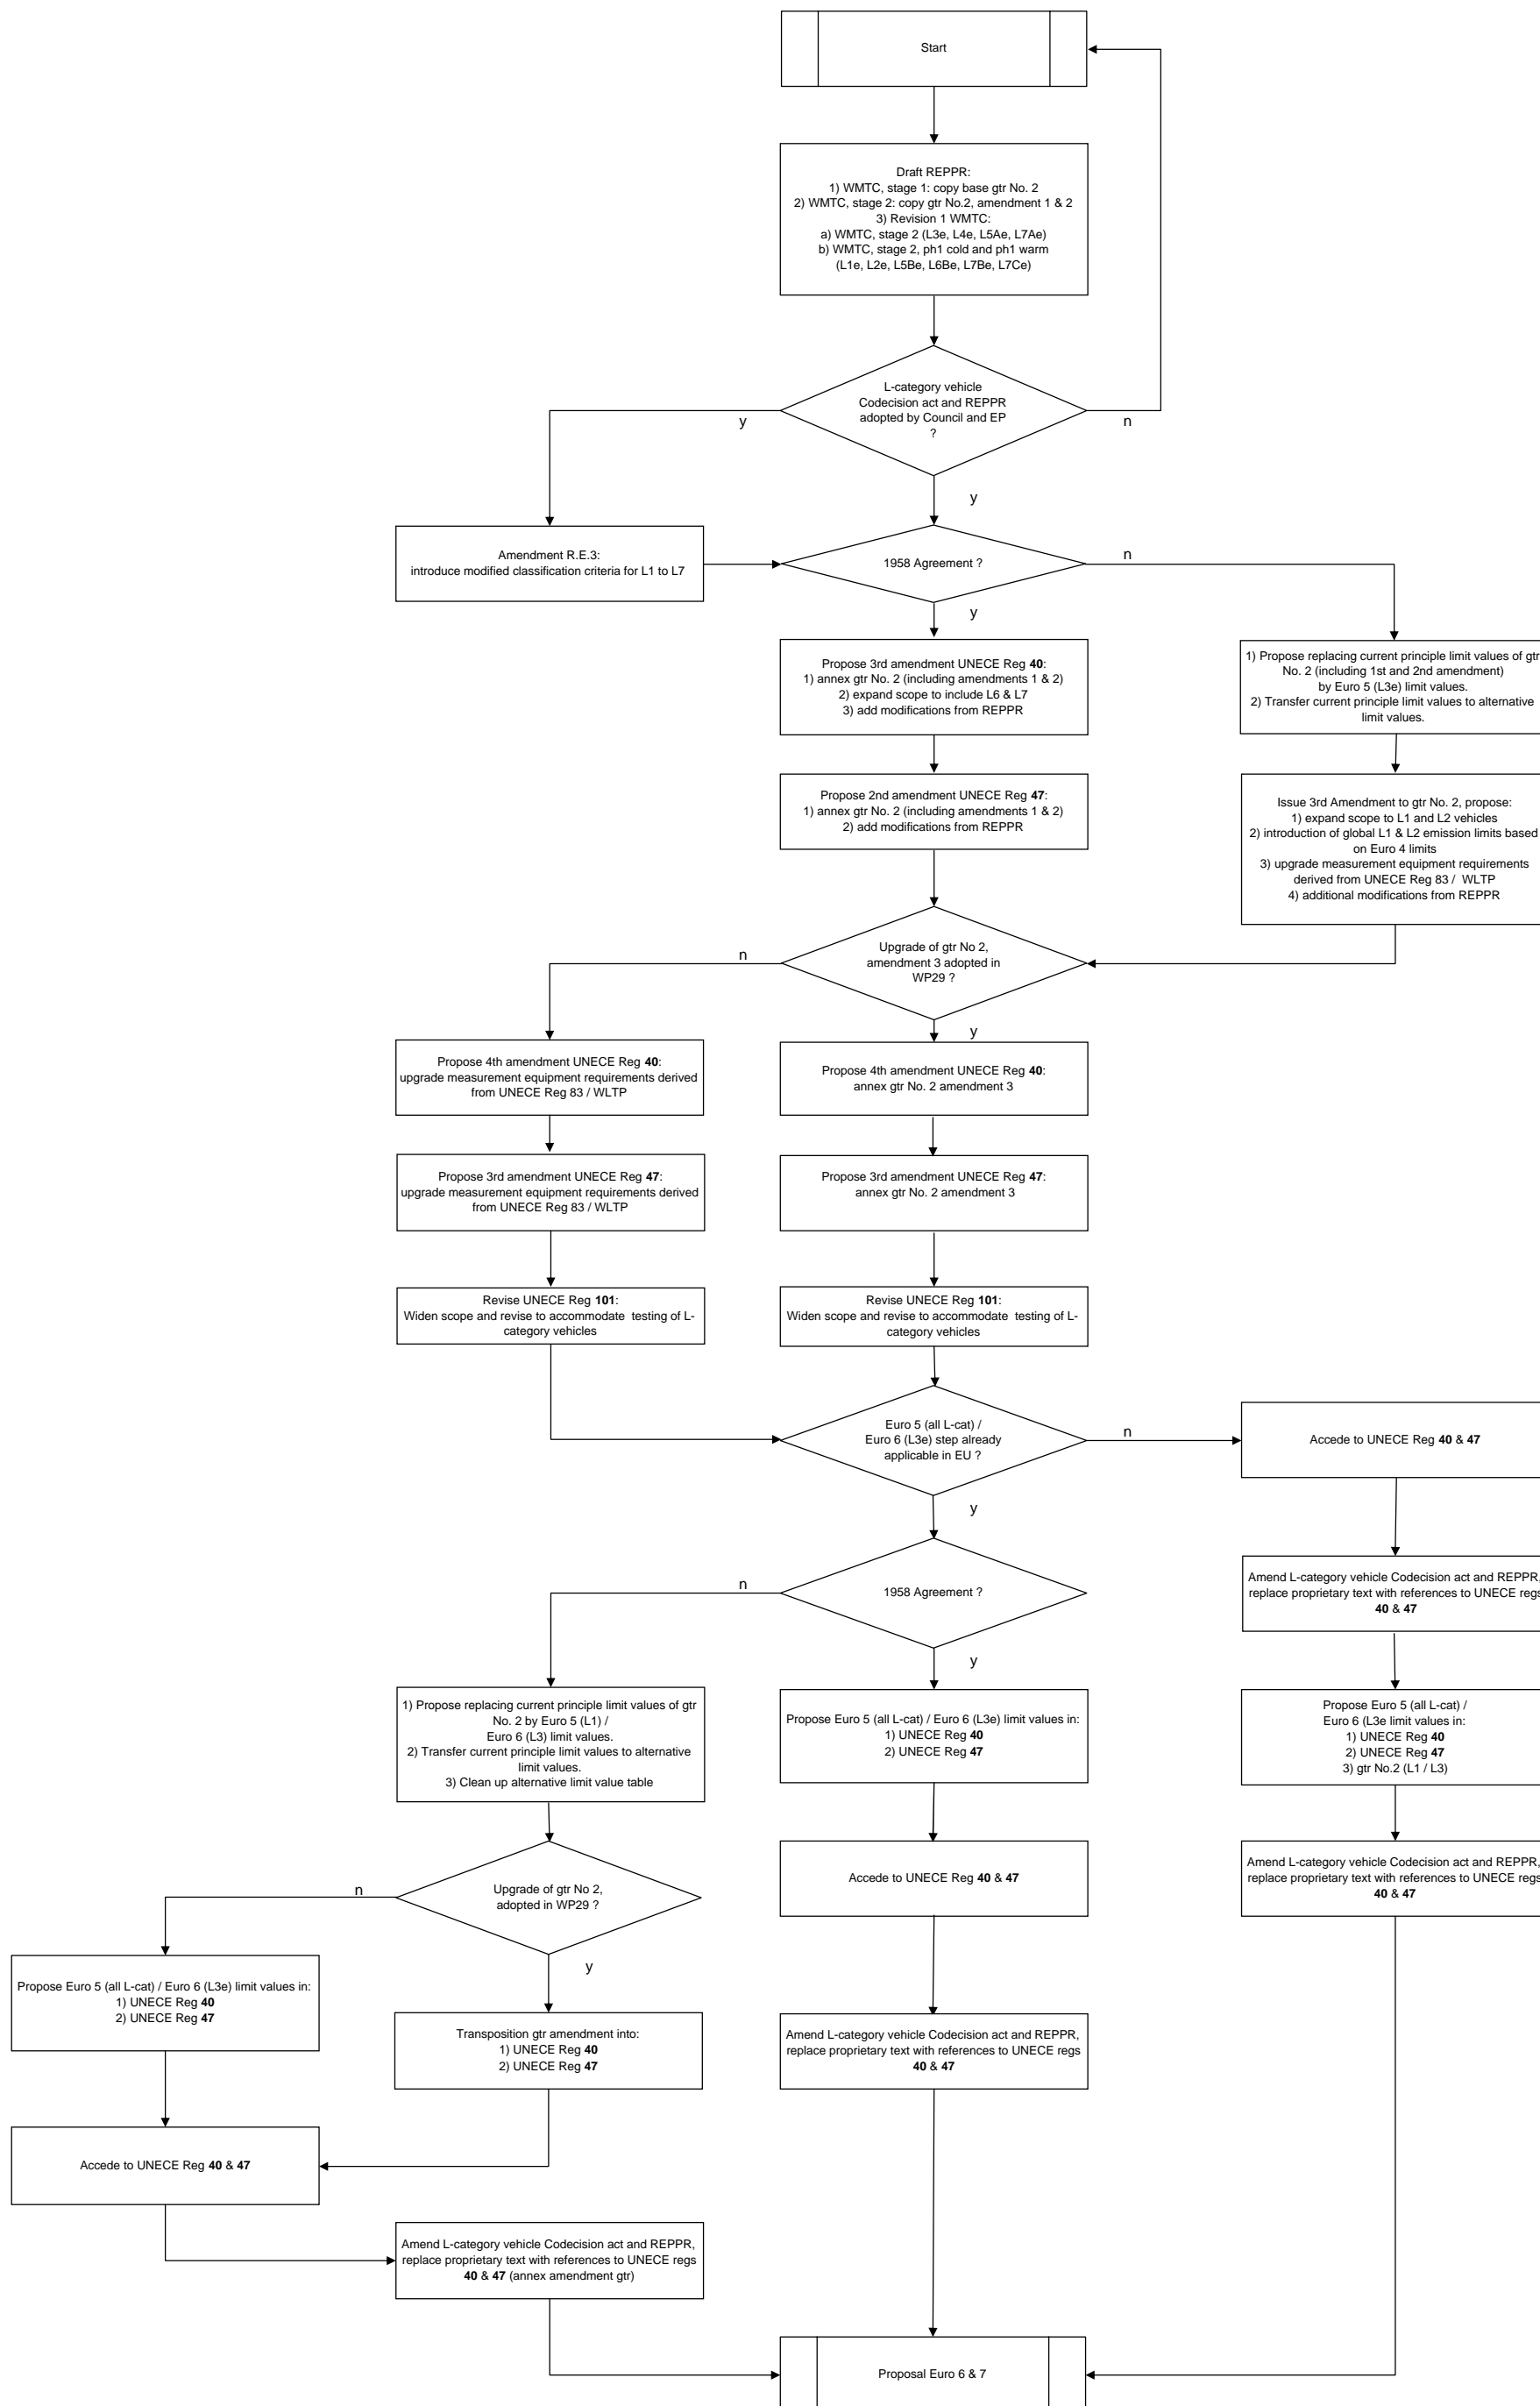 Start
Draft REPPR:
1) WMTC, stage 1: copy base gtr No. 2
2) WMTC, stage 2: copy gtr No.2, amendment 1 & 2
3) Revision 1 WMTC:
a) WMTC, stage 2 (L3e, L4e, L5Ae, L7Ae)
b) WMTC, stage 2, ph1 cold and ph1 warm
(L1e, L2e, L5Be, L6Be, L7Be, L7Ce)
L-category vehicle
Codecision act and REPPR
adopted by Council and EP
?
y
n
y
Amendment R.E.3:
introduce modified classification criteria for L1 to L7
1958 Agreement ?
n
y
Propose 3rd amendment UNECE Reg 40:
1) annex gtr No. 2 (including amendments 1 & 2)
2) expand scope to include L6 & L7
3) add modifications from REPPR
1) Propose replacing current principle limit values of gtr
No. 2 (including 1st and 2nd amendment)
by Euro 5 (L3e) limit values.
2) Transfer current principle limit values to alternative
limit values.
Propose 2nd amendment UNECE Reg 47:
1) annex gtr No. 2 (including amendments 1 & 2)
2) add modifications from REPPR
Issue 3rd Amendment to gtr No. 2, propose:
1) expand scope to L1 and L2 vehicles
2) introduction of global L1 & L2 emission limits based
on Euro 4 limits
3) upgrade measurement equipment requirements
derived from UNECE Reg 83 / WLTP
4) additional modifications from REPPR
Upgrade of gtr No 2,
amendment 3 adopted in
WP29 ?
n
y
Propose 4th amendment UNECE Reg 40:
upgrade measurement equipment requirements derived
from UNECE Reg 83 / WLTP
Propose 4th amendment UNECE Reg 40:
annex gtr No. 2 amendment 3
Propose 3rd amendment UNECE Reg 47:
upgrade measurement equipment requirements derived
from UNECE Reg 83 / WLTP
Propose 3rd amendment UNECE Reg 47:
annex gtr No. 2 amendment 3
Revise UNECE Reg 101:
Widen scope and revise to accommodate testing of L-
category vehicles
Revise UNECE Reg 101:
Widen scope and revise to accommodate testing of L-
category vehicles
Euro 5 (all L-cat) /
Euro 6 (L3e) step already
applicable in EU ?
n
y
Accede to UNECE Reg 40 & 47
1958 Agreement ?
n
y
Amend L-category vehicle Codecision act and REPPR,
replace proprietary text with references to UNECE regs
40 & 47
1) Propose replacing current principle limit values of gtr
No. 2 by Euro 5 (L1) /
Euro 6 (L3) limit values.
2) Transfer current principle limit values to alternative
limit values.
3) Clean up alternative limit value table
Propose Euro 5 (all L-cat) / Euro 6 (L3e) limit values in:
1) UNECE Reg 40
2) UNECE Reg 47
Propose Euro 5 (all L-cat) /
Euro 6 (L3e limit values in:
1) UNECE Reg 40
2) UNECE Reg 47
3) gtr No.2 (L1 / L3)
Upgrade of gtr No 2,
adopted in WP29 ?
n
y
Accede to UNECE Reg 40 & 47
Amend L-category vehicle Codecision act and REPPR,
replace proprietary text with references to UNECE regs
40 & 47
Propose Euro 5 (all L-cat) / Euro 6 (L3e) limit values in:
1) UNECE Reg 40
2) UNECE Reg 47
Transposition gtr amendment into:
1) UNECE Reg 40
2) UNECE Reg 47
Amend L-category vehicle Codecision act and REPPR,
replace proprietary text with references to UNECE regs
40 & 47
Accede to UNECE Reg 40 & 47
Amend L-category vehicle Codecision act and REPPR,
replace proprietary text with references to UNECE regs
40 & 47 (annex amendment gtr)
Proposal Euro 6 & 7